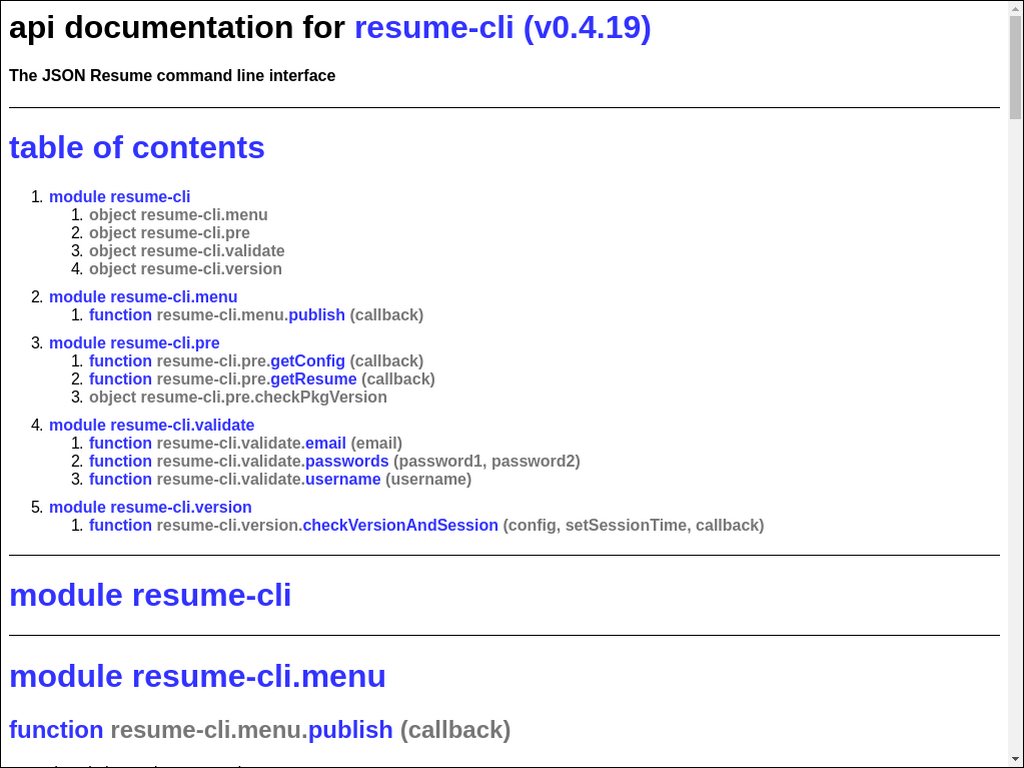 api documentation for resume-cli (v0.4.19)
The JSON Resume command line interface
table of contents
1. module resume-cli
1. object resume-cli.menu
2. object resume-cli.pre
3. object resume-cli.validate
4. object resume-cli.version
2. module resume-cli.menu
1. function resume-cli.menu.publish (callback)
3. module resume-cli.pre
1. function resume-cli.pre.getConfig (callback)
2. function resume-cli.pre.getResume (callback)
3. object resume-cli.pre.checkPkgVersion
4. module resume-cli.validate
1. function resume-cli.validate.email (email)
2. function resume-cli.validate.passwords (password1, password2)
3. function resume-cli.validate.username (username)
5. module resume-cli.version
1. function resume-cli.version.checkVersionAndSession (config, setSessionTime, callback)
module resume-cli
module resume-cli.menu
function resume-cli.menu.publish (callback)